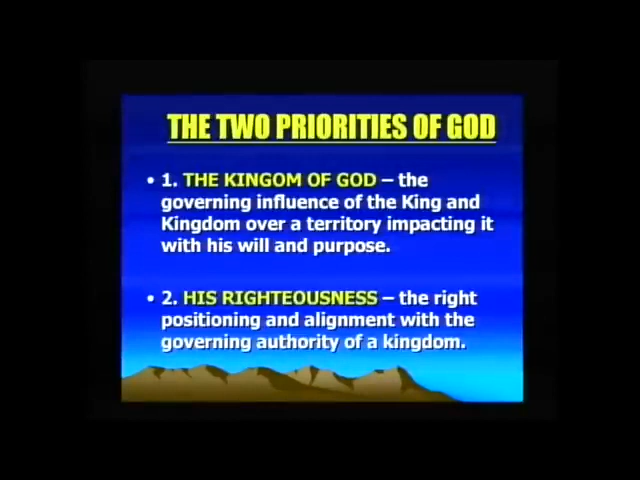 THE TWO PRIORITIES OF GOD
• 1. THE KINGOM OF GOD – the
governing influence of the King and
Kingdom over a territory impacting it
with his will and purpose.
• 2. HIS RIGHTEOUSNESS – the right
positioning and alignment with the
governing authority of a kingdom.